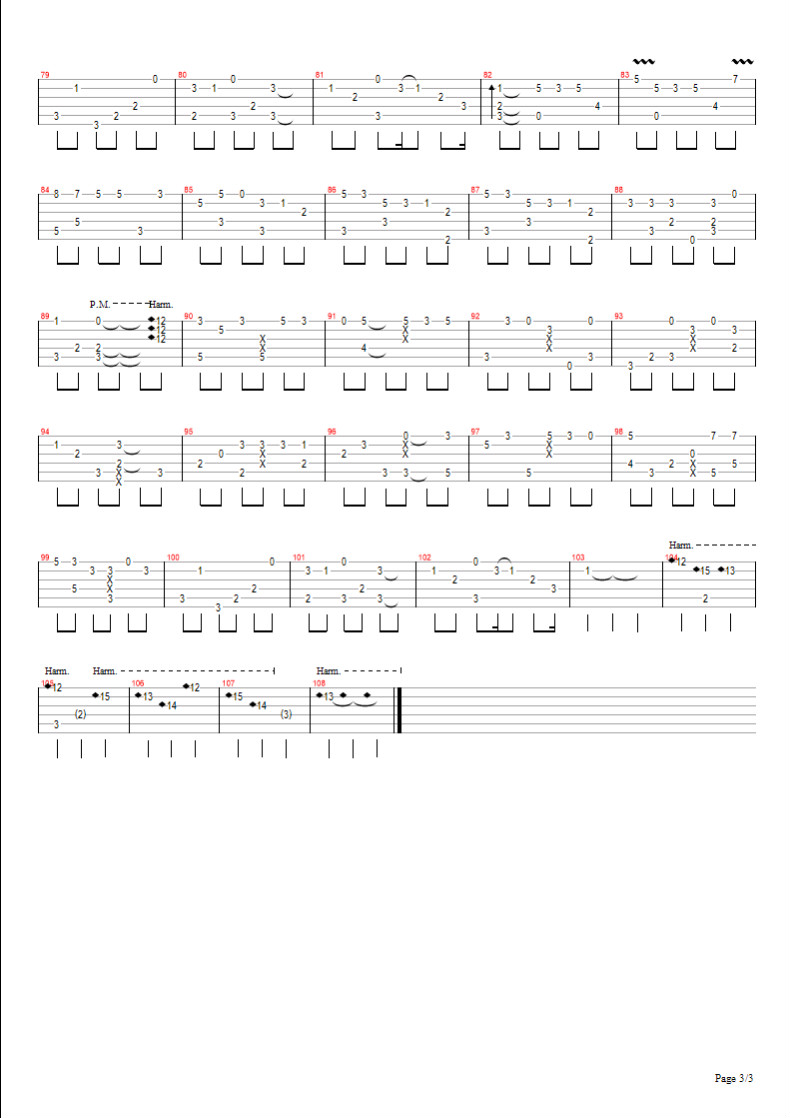 79 80 81 82 83
0 0 0 5 7
1 3 1 3 1 3 1 1 5 3 5 5 3 5
2 2
2 2 3 2 4 4
3 2 2 3 3 3 3 0 0
3
84 85 86 87 88
8 7 5 5 3 5 0 5 3 5 3 0
5 3 1 5 3 1 5 3 1 3 3 3 3
2 2 2
5 3 3 3 2 2
5 3 3 3 3 3 3
2 2 0
P.M. Harm.
89 90 91 92 93
1 0 12 3 5 3 0 5 5 3 5 3 0 0 0 0
12 5 3 X 3 3 3
12 X X X X
2 2 X 4 X 2
3 3 5 3 3 2 3
0 3
94 95 96 97 98
0 3 3 5 3 0 5 7 7
1 3 3 3 3 1 3 X 5 X
2 0 X 2 X X 0
2 2 X 2 4 2 X 5
3 X 3 2 3 3 5 5 3 X 5
X
Harm.
99 100 101 102 103 104
5 3 0 0 0 0 12
3 3 3 1 3 1 3 1 3 1 1 15 13
X 2 2
5 X 2 2 3
3 3 2 2 3 3 3 2
3
Harm. Harm. Harm.
105 106 107 108
12 12
15 13 15 13
14 14
(2) (3)
3
Page 3/3